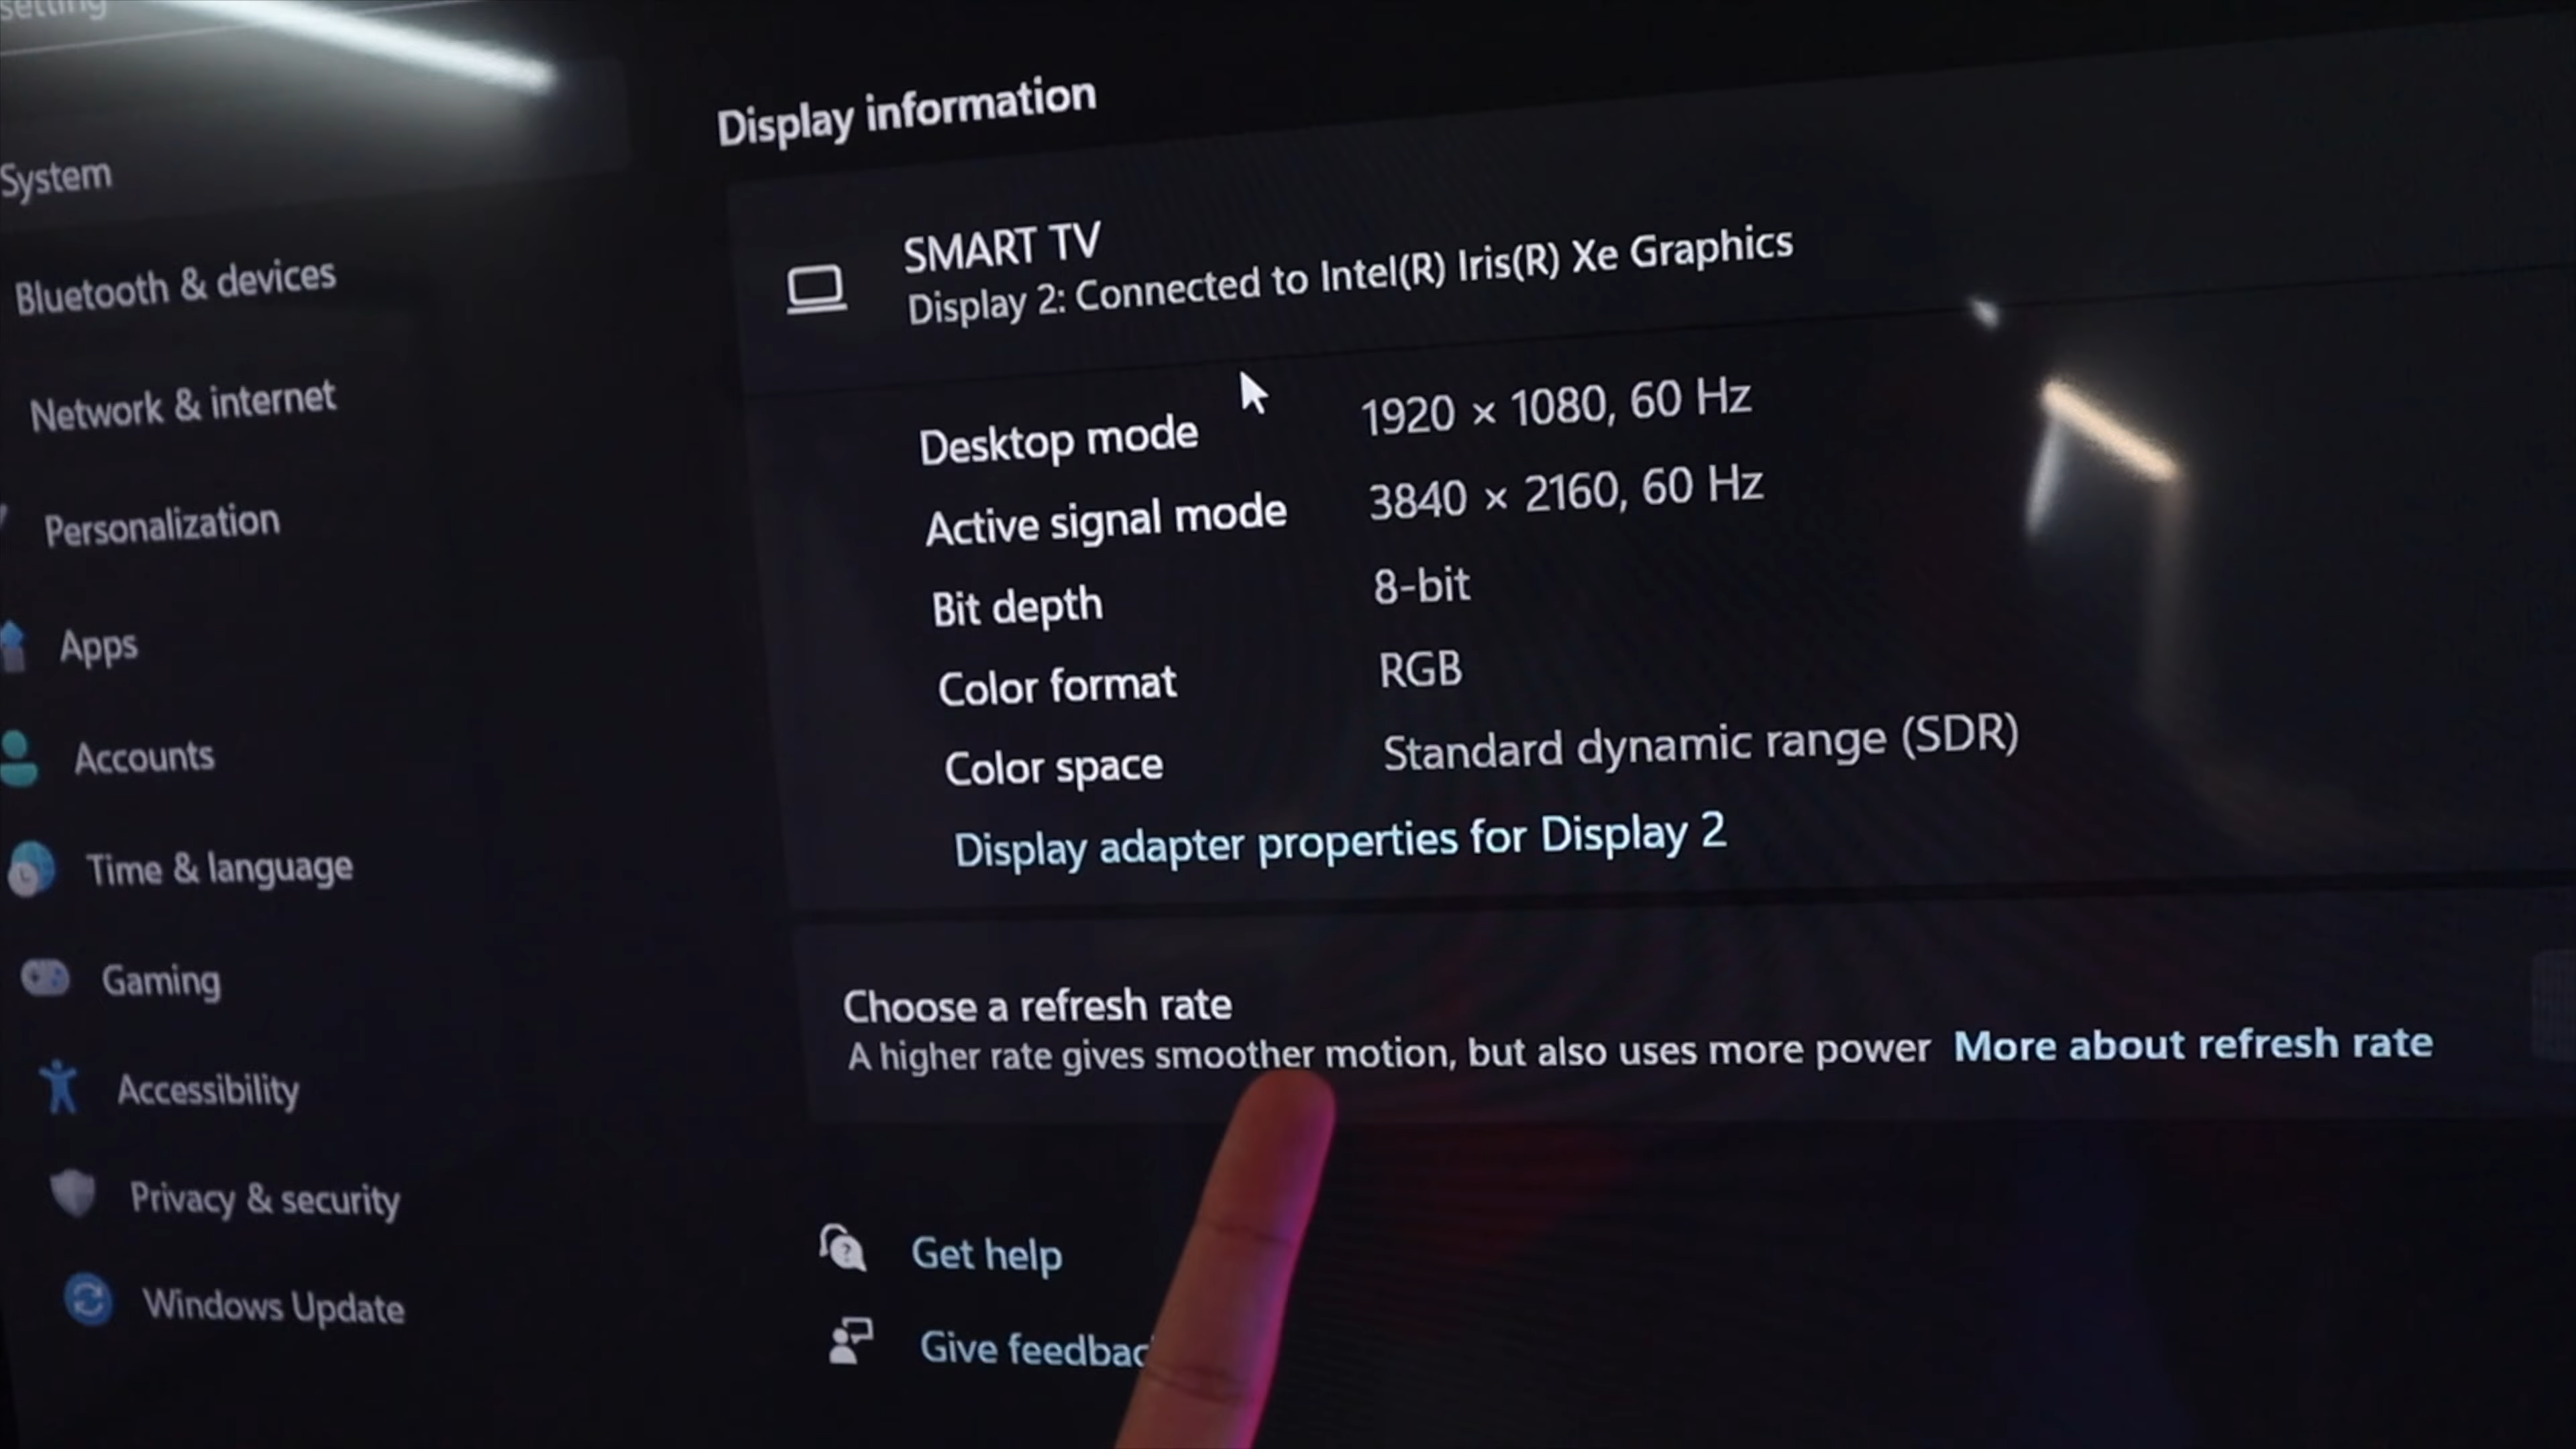 setting
System
Bluetooth & devices
Network & internet
Personalization
Apps
Accounts
Time & language
Gaming
Accessibility
Privacy & security
Windows Update
Display information
SMART TV
Display 2: Connected to Intel(R) Iris(R) Xe Graphics
Desktop mode 1920 × 1080, 60 Hz
Active signal mode 3840 × 2160, 60 Hz
Bit depth 8-bit
Color format RGB
Color space Standard dynamic range (SDR)
Display adapter properties for Display 2
Choose a refresh rate
A higher rate gives smoother motion, but also uses more power More about refresh rate
Get help
Give feedbac